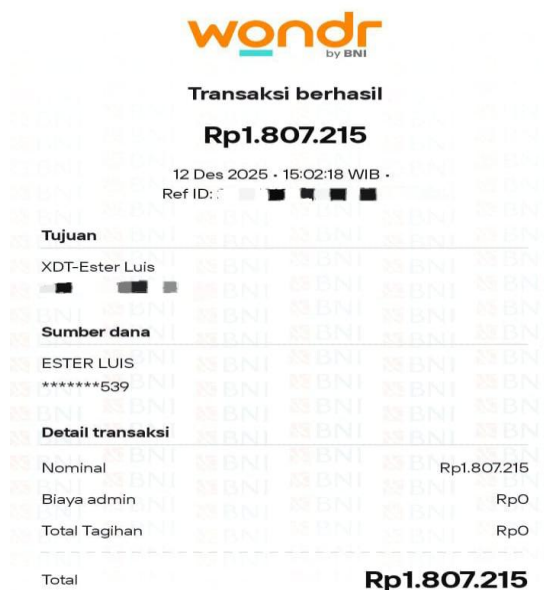 wondr
by BNI
Transaksi berhasil
Rp1.807.215
12 Des 2025 • 15:02:18 WIB •
Ref ID:
Tujuan
XDT-Ester Luis
Sumber dana
ESTER LUIS
*******539
Detail transaksi
Nominal Rp1.807.215
Biaya admin Rp0
Total Tagihan Rp0
Total Rp1.807.215